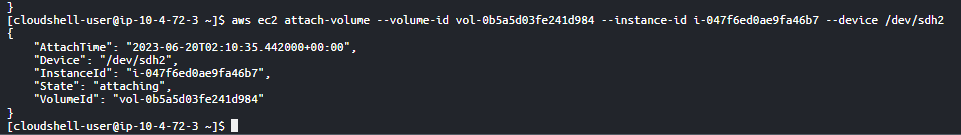 }
[cloudshell-user@ip-10-4-72-3 ~]$ aws ec2 attach-volume --volume-id vol-0b5a5d03fe241d984 --instance-id i-047f6ed0ae9fa46b7 --device /dev/sdh2
{
    "AttachTime": "2023-06-20T02:10:35.442000+00:00",
    "Device": "/dev/sdh2",
    "InstanceId": "i-047f6ed0ae9fa46b7",
    "State": "attaching",
    "VolumeId": "vol-0b5a5d03fe241d984"
}
[cloudshell-user@ip-10-4-72-3 ~]$